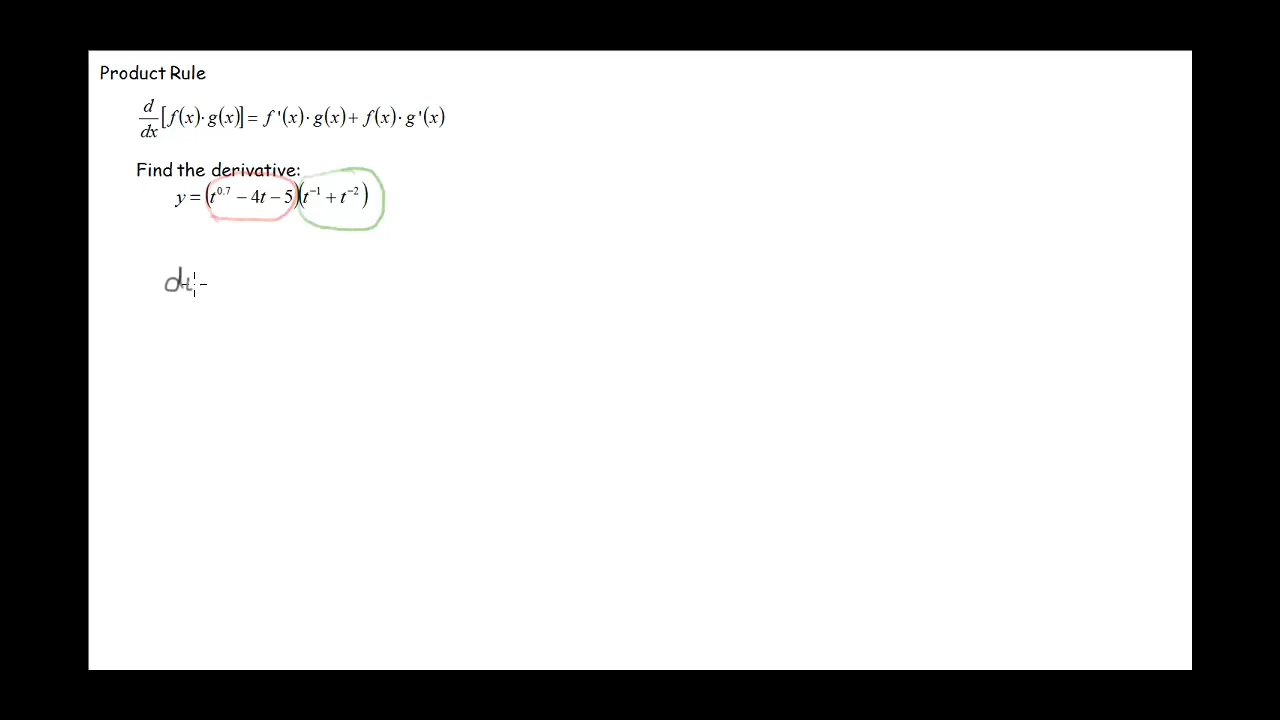 Product Rule
d/dx [f(x)·g(x)] = f'(x)·g(x) + f(x)·g'(x)
Find the derivative:
y = (t^0.7 − 4t − 5)(t^−1 + t^−2)